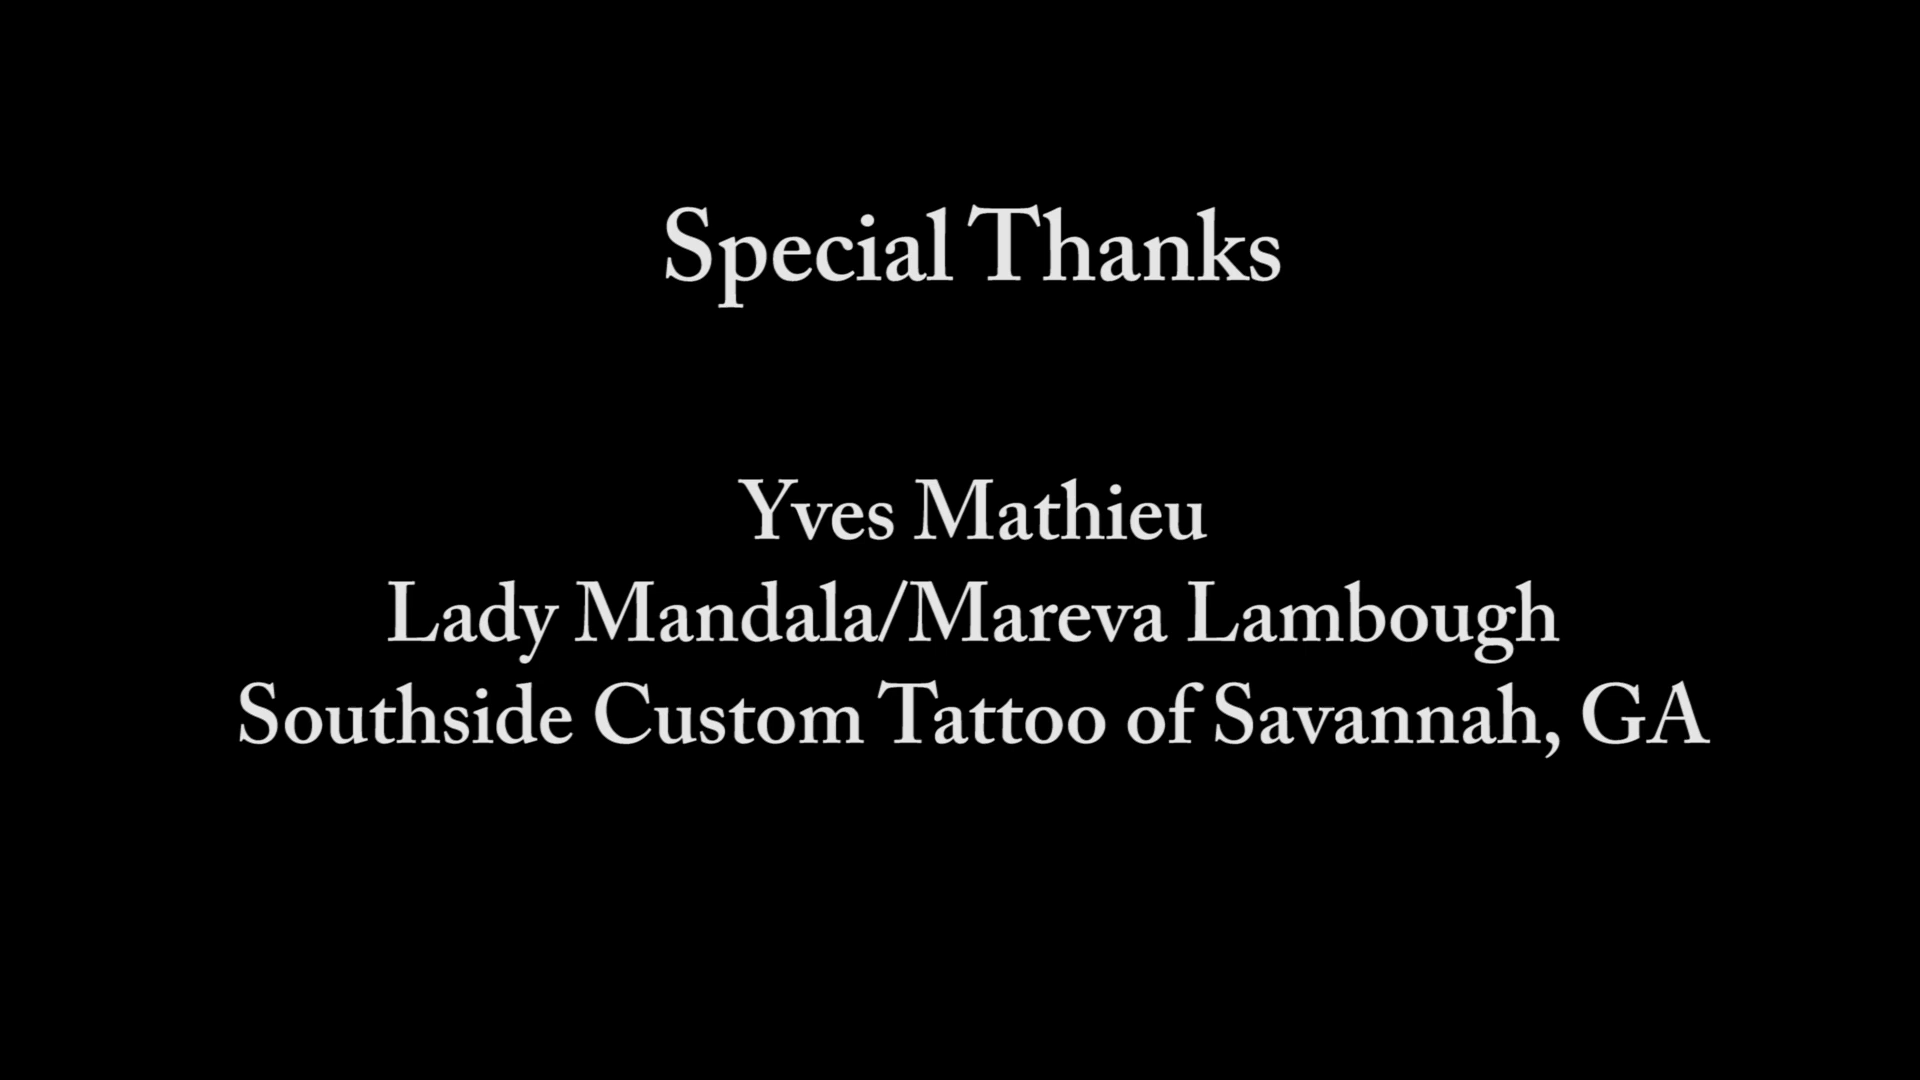 Special Thanks
Yves Mathieu
Lady Mandala/Mareva Lambough
Southside Custom Tattoo of Savannah, GA